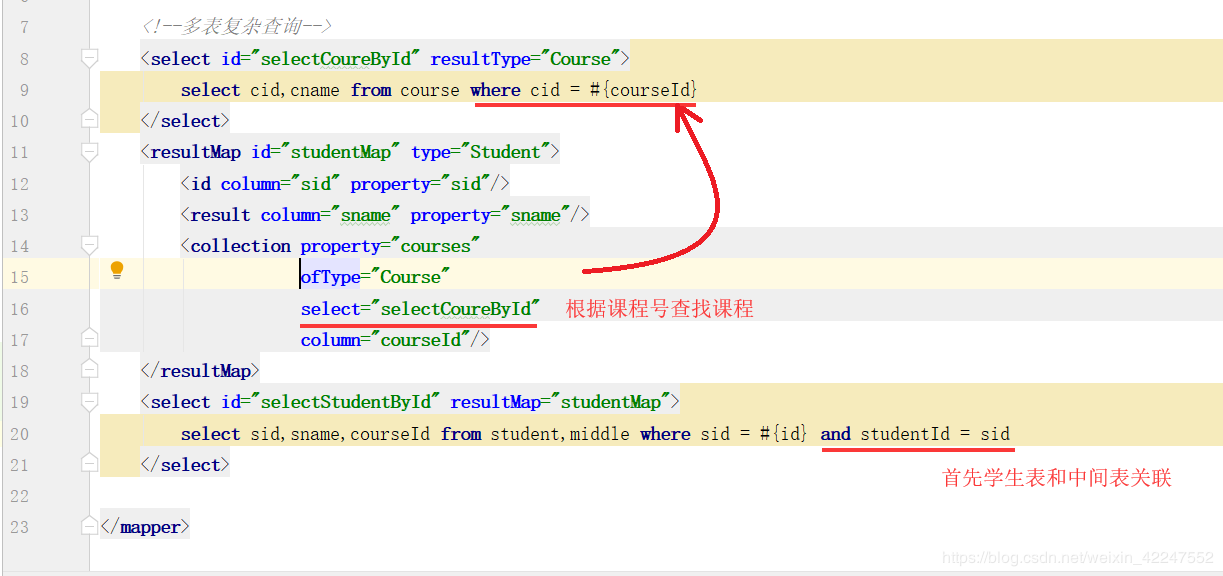 7 <!--多表复杂查询-->
8 <select id="selectCoureById" resultType="Course">
9 select cid,cname from course where cid = #{courseId}
10 </select>
11 <resultMap id="studentMap" type="Student">
12 <id column="sid" property="sid"/>
13 <result column="sname" property="sname"/>
14 <collection property="courses"
15 ofType="Course"
16 select="selectCoureById" 根据课程号查找课程
17 column="courseId"/>
18 </resultMap>
19 <select id="selectStudentById" resultMap="studentMap">
20 select sid,sname,courseId from student,middle where sid = #{id} and studentId = sid
21 </select>
首先学生表和中间表关联
22
23 </mapper>
https://blog.csdn.net/weixin_42247552